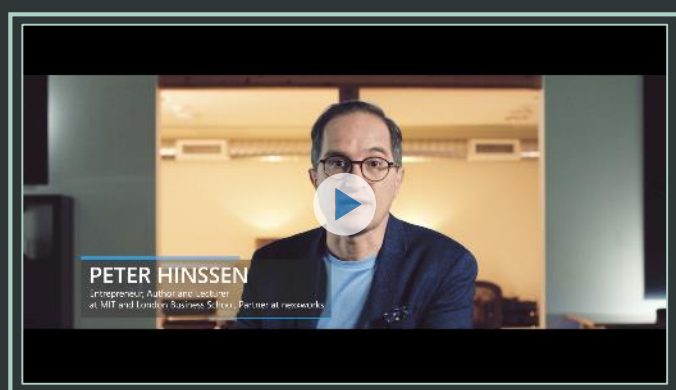 PETER HINSSEN
Entrepreneur, Author and Lecturer
at MIT and London Business School, Partner at nexxworks